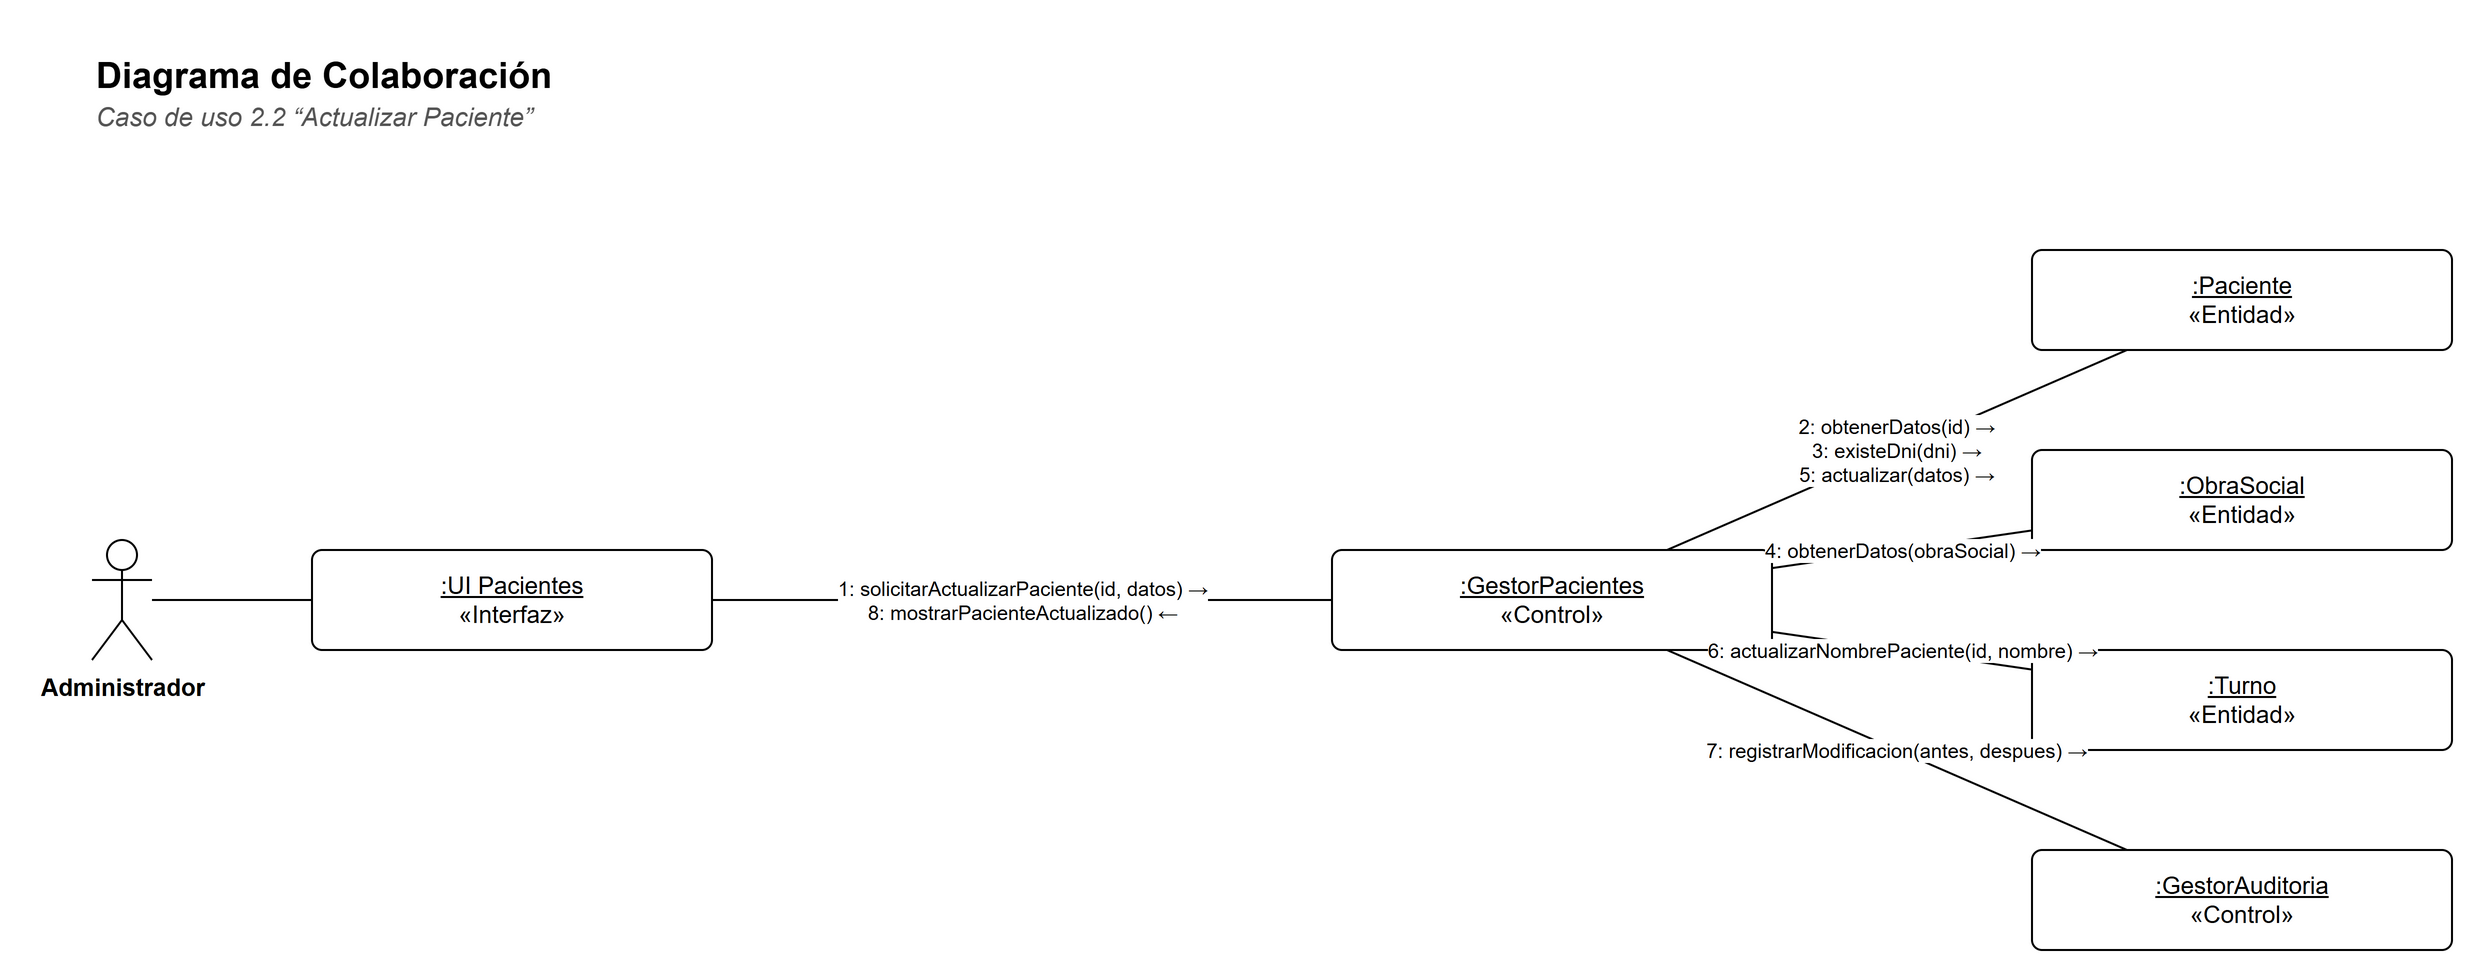 Diagrama de Colaboración
Caso de uso 2.2 “Actualizar Paciente”
:Paciente
«Entidad»
2: obtenerDatos(id) →
3: existeDni(dni) →
5: actualizar(datos) →
:ObraSocial
«Entidad»
4: obtenerDatos(obraSocial) →
:UI Pacientes
«Interfaz»
1: solicitarActualizarPaciente(id, datos) →
8: mostrarPacienteActualizado() ←
:GestorPacientes
«Control»
Administrador
6: actualizarNombrePaciente(id, nombre) →
:Turno
«Entidad»
7: registrarModificacion(antes, despues) →
:GestorAuditoria
«Control»